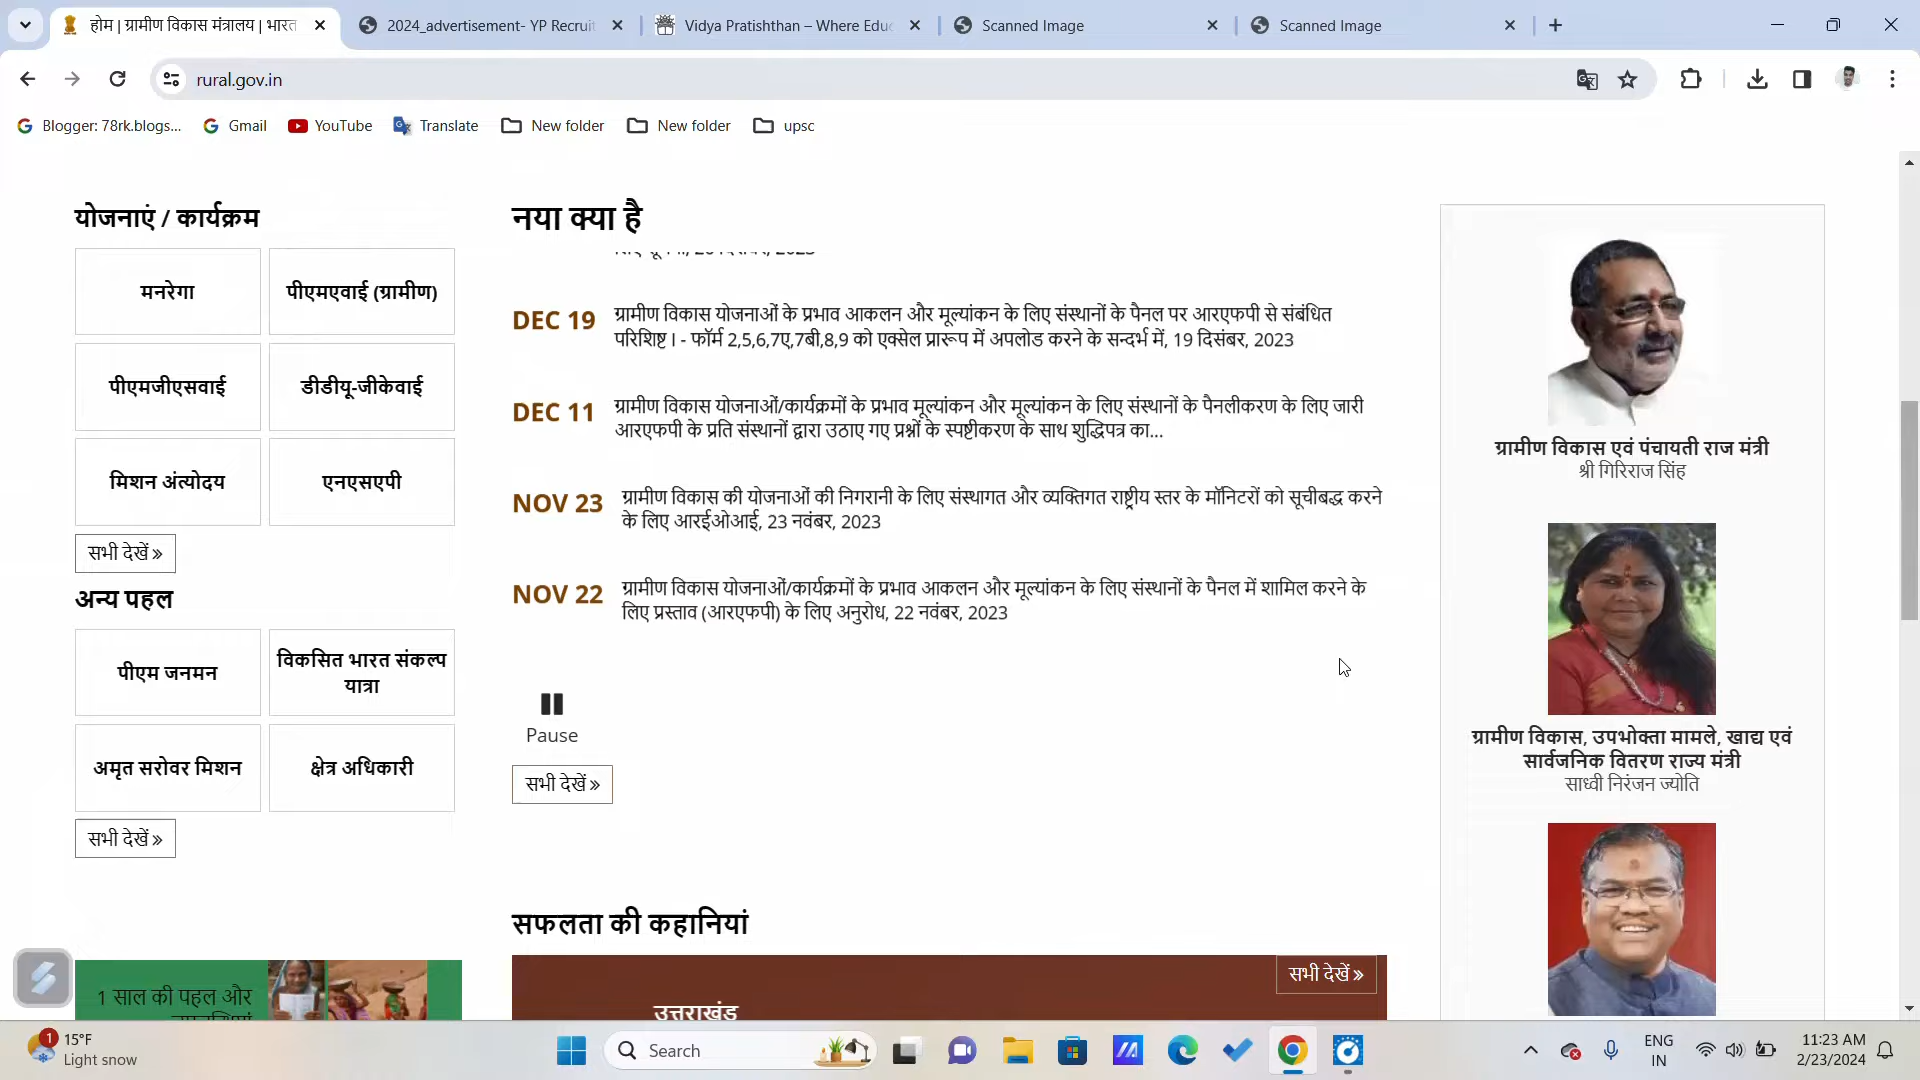 होम | ग्रामीण विकास मंत्रालय | भारत
2024_advertisement- YP Recruit
Vidya Pratishthan – Where Educ
Scanned Image
Scanned Image
rural.gov.in
Blogger: 78rk.blogs...
Gmail
YouTube
Translate
New folder
New folder
upsc
योजनाएं / कार्यक्रम
मनरेगा
पीएमएवाई (ग्रामीण)
पीएमजीएसवाई
डीडीयू-जीकेवाई
मिशन अंत्योदय
एनएसएपी
सभी देखें »
अन्य पहल
पीएम जनमन
विकसित भारत संकल्प
यात्रा
अमृत सरोवर मिशन
क्षेत्र अधिकारी
सभी देखें »
1 साल की पहल और
नया क्या है
DEC 19
ग्रामीण विकास योजनाओं के प्रभाव आकलन और मूल्यांकन के लिए संस्थानों के पैनल पर आरएफपी से संबंधित
परिशिष्ट I - फॉर्म 2,5,6,7ए,7बी,8,9 को एक्सेल प्रारूप में अपलोड करने के सन्दर्भ में, 19 दिसंबर, 2023
DEC 11
ग्रामीण विकास योजनाओं/कार्यक्रमों के प्रभाव मूल्यांकन और मूल्यांकन के लिए संस्थानों के पैनलीकरण के लिए जारी
आरएफपी के प्रति संस्थानों द्वारा उठाए गए प्रश्नों के स्पष्टीकरण के साथ शुद्धिपत्र का...
NOV 23
ग्रामीण विकास की योजनाओं की निगरानी के लिए संस्थागत और व्यक्तिगत राष्ट्रीय स्तर के मॉनिटरों को सूचीबद्ध करने
के लिए आरईओआई, 23 नवंबर, 2023
NOV 22
ग्रामीण विकास योजनाओं/कार्यक्रमों के प्रभाव आकलन और मूल्यांकन के लिए संस्थानों के पैनल में शामिल करने के
लिए प्रस्ताव (आरएफपी) के लिए अनुरोध, 22 नवंबर, 2023
Pause
सभी देखें »
सफलता की कहानियां
सभी देखें »
उत्तराखंड
ग्रामीण विकास एवं पंचायती राज मंत्री
श्री गिरिराज सिंह
ग्रामीण विकास, उपभोक्ता मामले, खाद्य एवं
सार्वजनिक वितरण राज्य मंत्री
साध्वी निरंजन ज्योति
1
15°F
Light snow
Search
ENG
IN
11:23 AM
2/23/2024